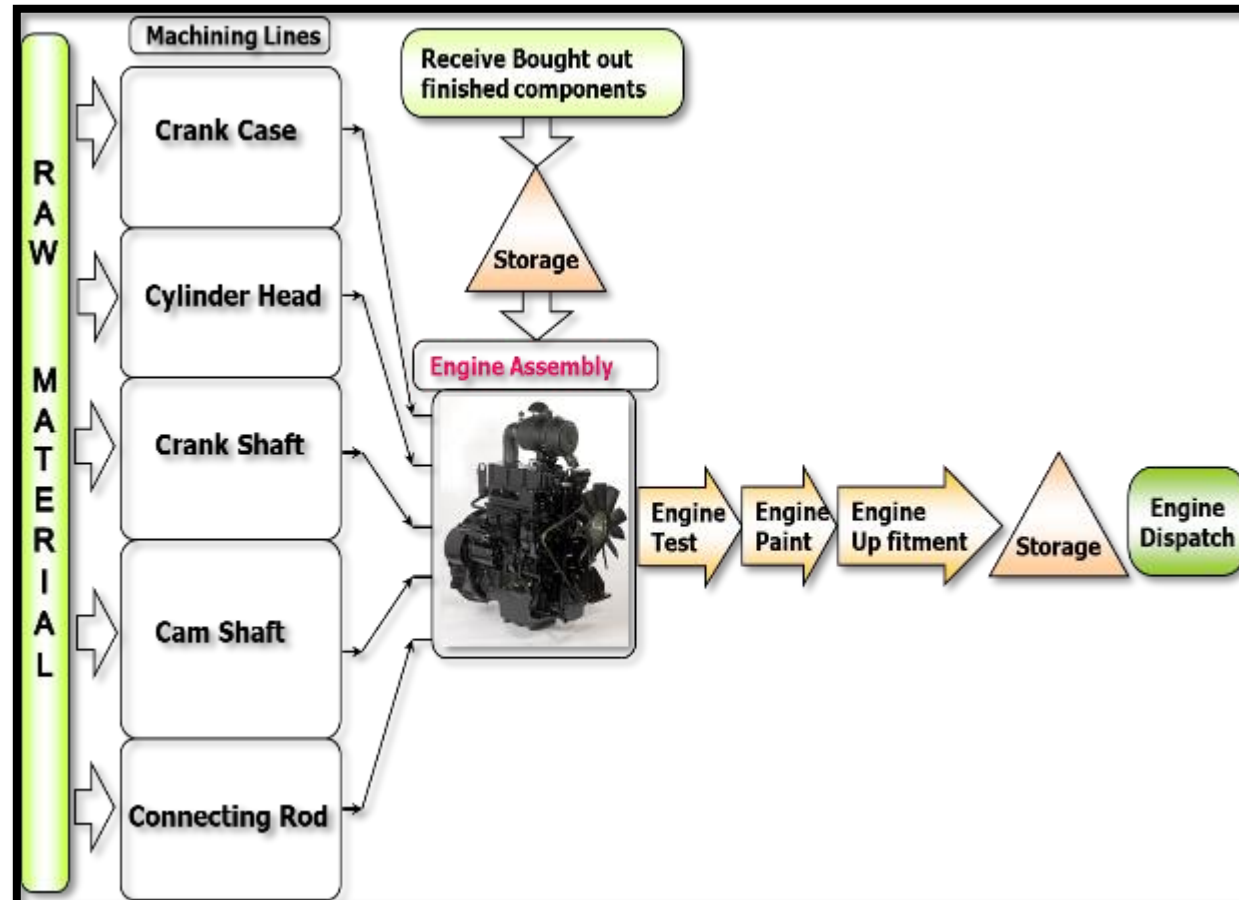 RAW MATERIAL
Machining Lines
Crank Case
Cylinder Head
Crank Shaft
Cam Shaft
Connecting Rod
Receive Bought out
finished components
Storage
Engine Assembly
Engine
Test
Engine
Paint
Engine
Up fitment
Storage
Engine
Dispatch